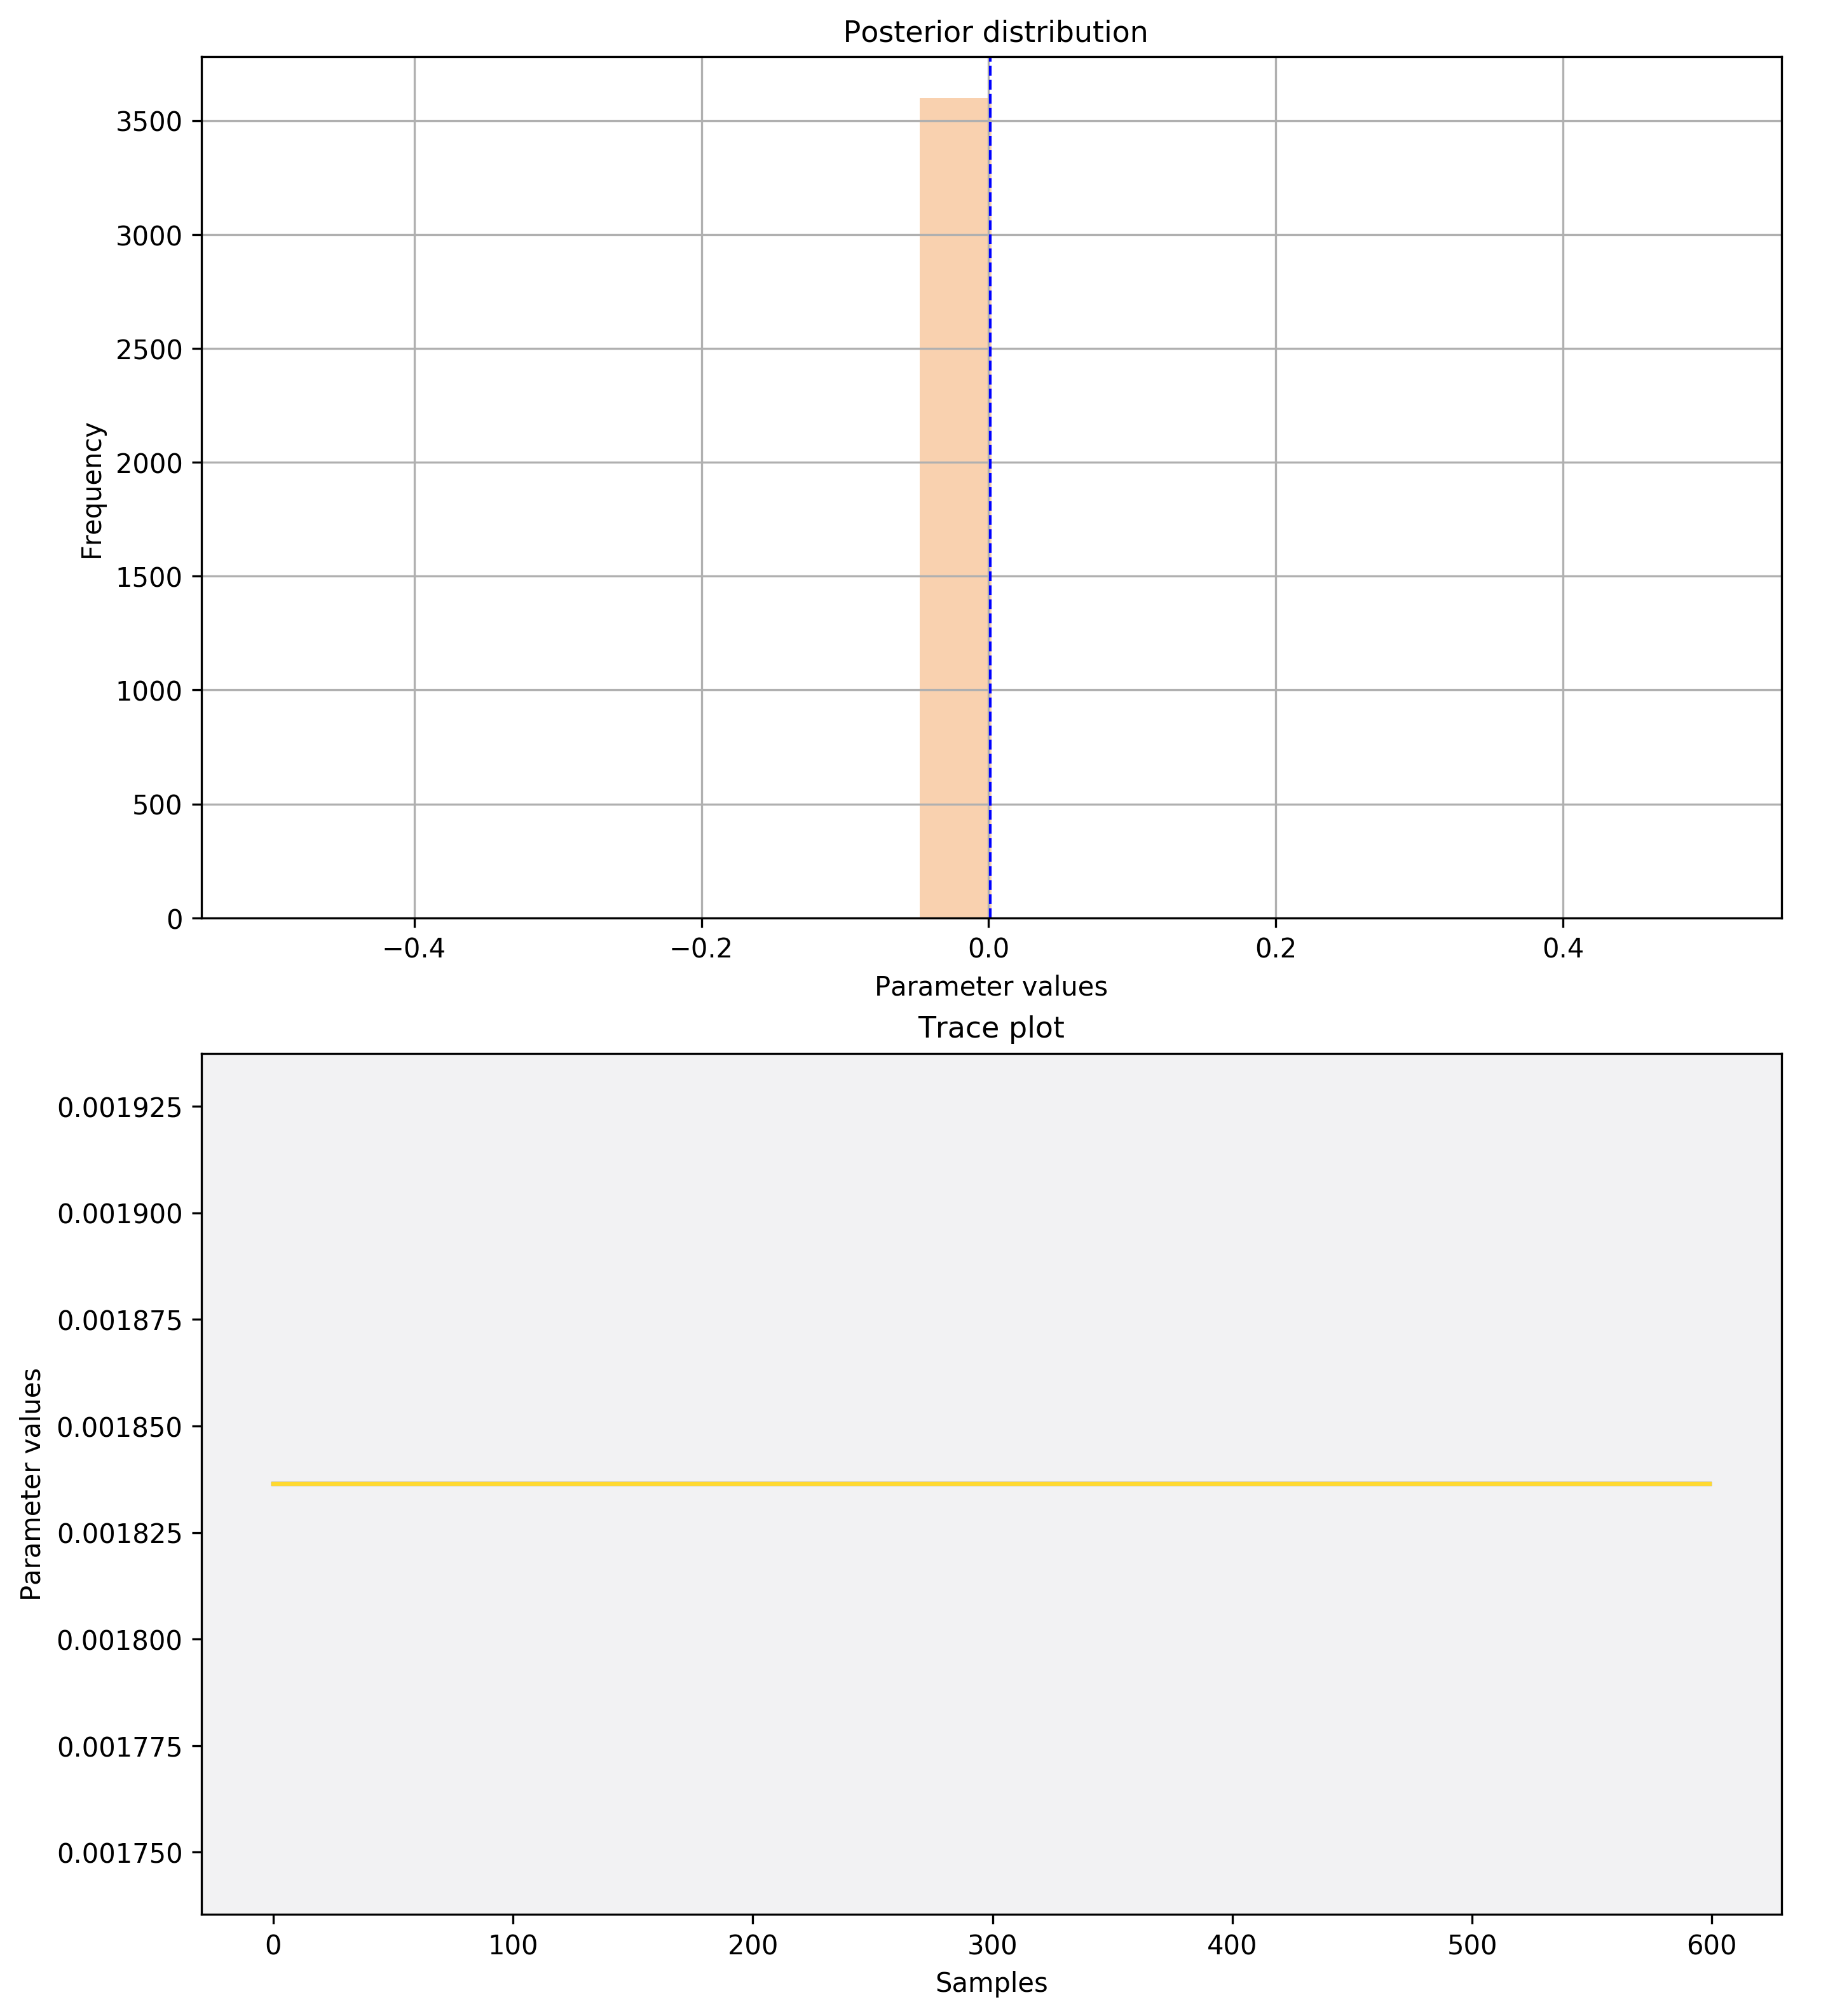 Posterior distribution
3500
3000
2500
2000
1500
1000
500
0
Frequency
−0.4 −0.2 0.0 0.2 0.4
Parameter values
Trace plot
0.001925
0.001900
0.001875
0.001850
0.001825
0.001800
0.001775
0.001750
Parameter values
0 100 200 300 400 500 600
Samples